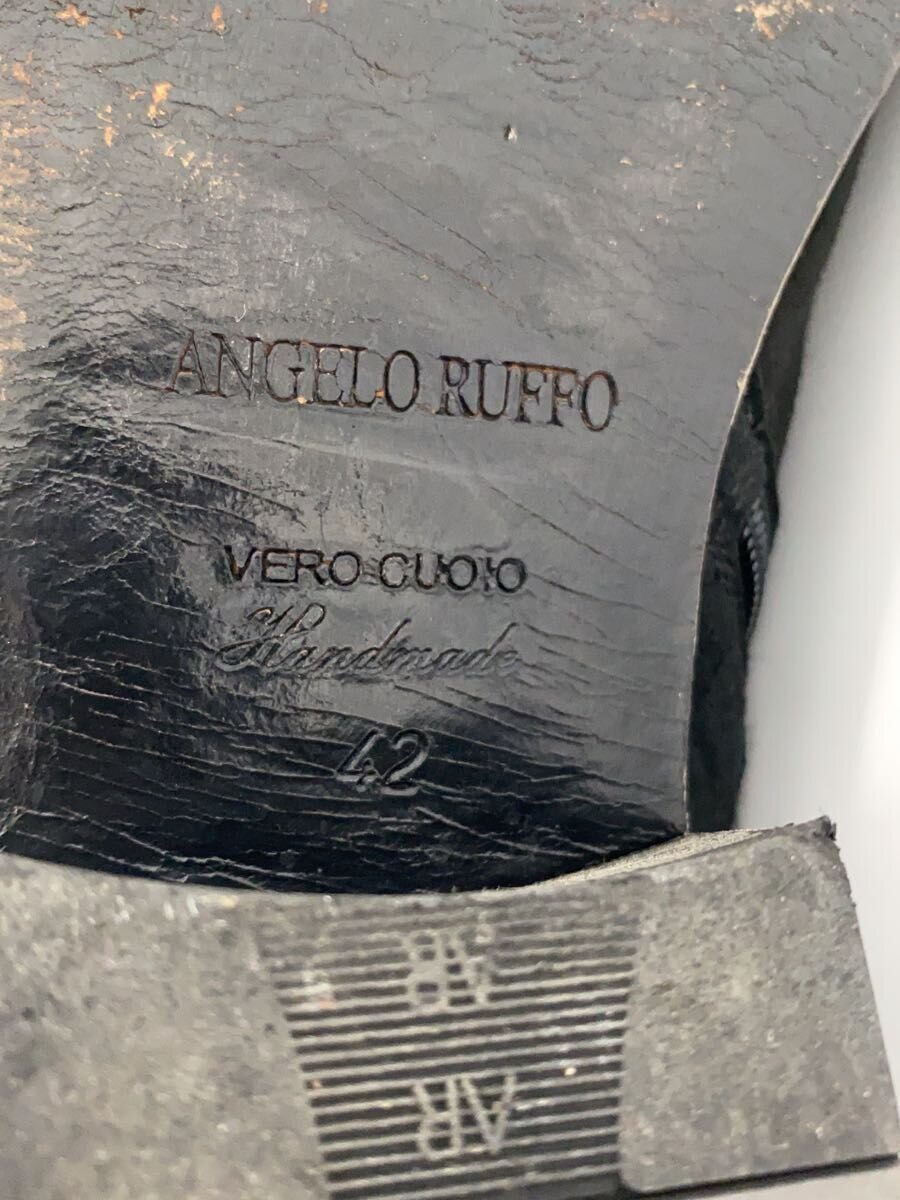 ANGELO RUFFO
VERO CUOIO
Handmade
42
AR
AR